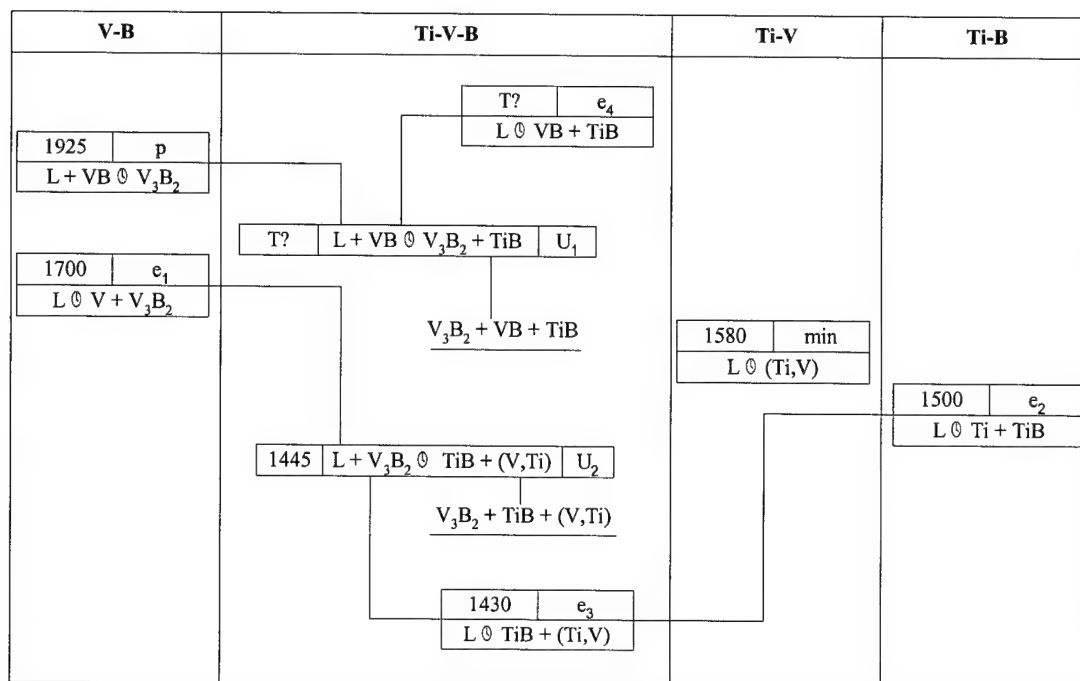 V-B
Ti-V-B
Ti-V
Ti-B
T?
e₄
L ⦷ VB + TiB
1925
p
L + VB ⦷ V₃B₂
T?
L + VB ⦷ V₃B₂ + TiB
U₁
1700
e₁
L ⦷ V + V₃B₂
V₃B₂ + VB + TiB
1580
min
L ⦷ (Ti,V)
1500
e₂
L ⦷ Ti + TiB
1445
L + V₃B₂ ⦷ TiB + (V,Ti)
U₂
V₃B₂ + TiB + (V,Ti)
1430
e₃
L ⦷ TiB + (Ti,V)